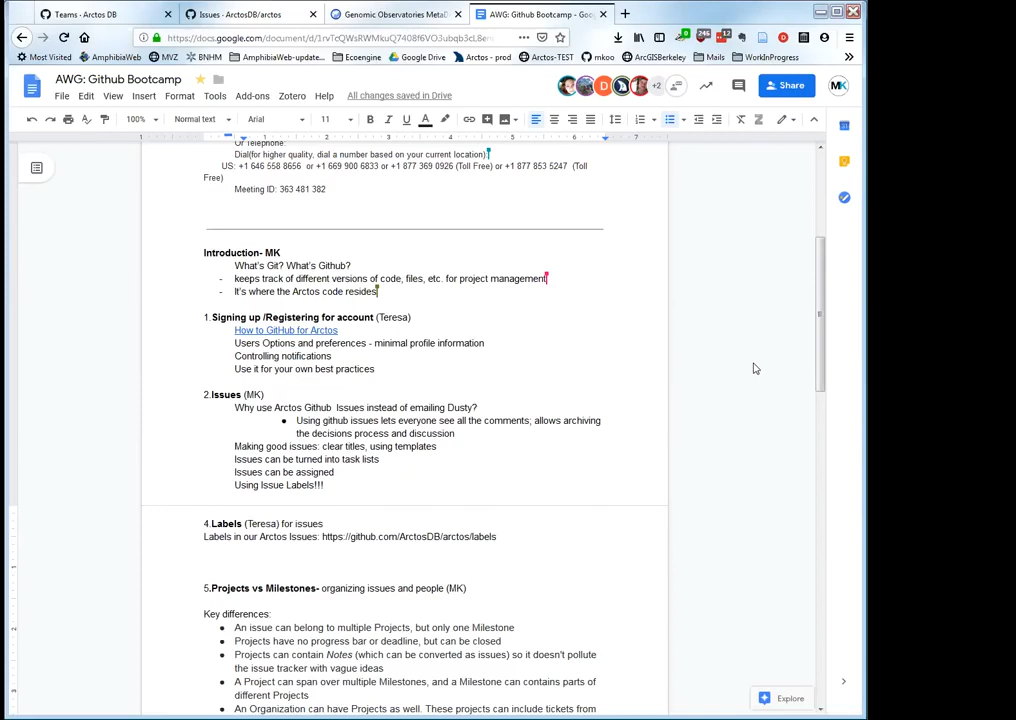 Teams · Arctos DB
Issues · ArctosDB/arctos
Genomic Observatories MetaD
AWG: Github Bootcamp - Goo
https://docs.google.com/document/d/1rvTcQWsRWMkuQ7408f6VO3ubqb3cL8em
Most Visited
AmphibiaWeb
MVZ
BNHM
AmphibiaWeb-update...
Ecoengine
Google Drive
Arctos - prod
Arctos-TEST
mkoo
ArcGISBerkeley
Mails
WorkInProgress
AWG: Github Bootcamp
File Edit View Insert Format Tools Add-ons Zotero Help All changes saved in Drive
D
+2
Share
MK
100% Normal text Arial 11
Or Telephone:
Dial(for higher quality, dial a number based on your current location):
US: +1 646 558 8656 or +1 669 900 6833 or +1 877 369 0926 (Toll Free) or +1 877 853 5247 (Toll
Free)
Meeting ID: 363 481 382
Introduction- MK
What's Git? What's Github?
- keeps track of different versions of code, files, etc. for project management
- It's where the Arctos code resides
1.Signing up /Registering for account (Teresa)
How to GitHub for Arctos
Users Options and preferences - minimal profile information
Controlling notifications
Use it for your own best practices
2.Issues (MK)
Why use Arctos Github Issues instead of emailing Dusty?
● Using github issues lets everyone see all the comments; allows archiving
the decisions process and discussion
Making good issues: clear titles, using templates
Issues can be turned into task lists
Issues can be assigned
Using Issue Labels!!!
4.Labels (Teresa) for issues
Labels in our Arctos Issues: https://github.com/ArctosDB/arctos/labels
5.Projects vs Milestones- organizing issues and people (MK)
Key differences:
● An issue can belong to multiple Projects, but only one Milestone
● Projects have no progress bar or deadline, but can be closed
● Projects can contain Notes (which can be converted as issues) so it doesn't pollute
the issue tracker with vague ideas
● A Project can span over multiple Milestones, and a Milestone can contains parts of
different Projects
● An Organization can have Projects as well. These projects can include tickets from
Explore